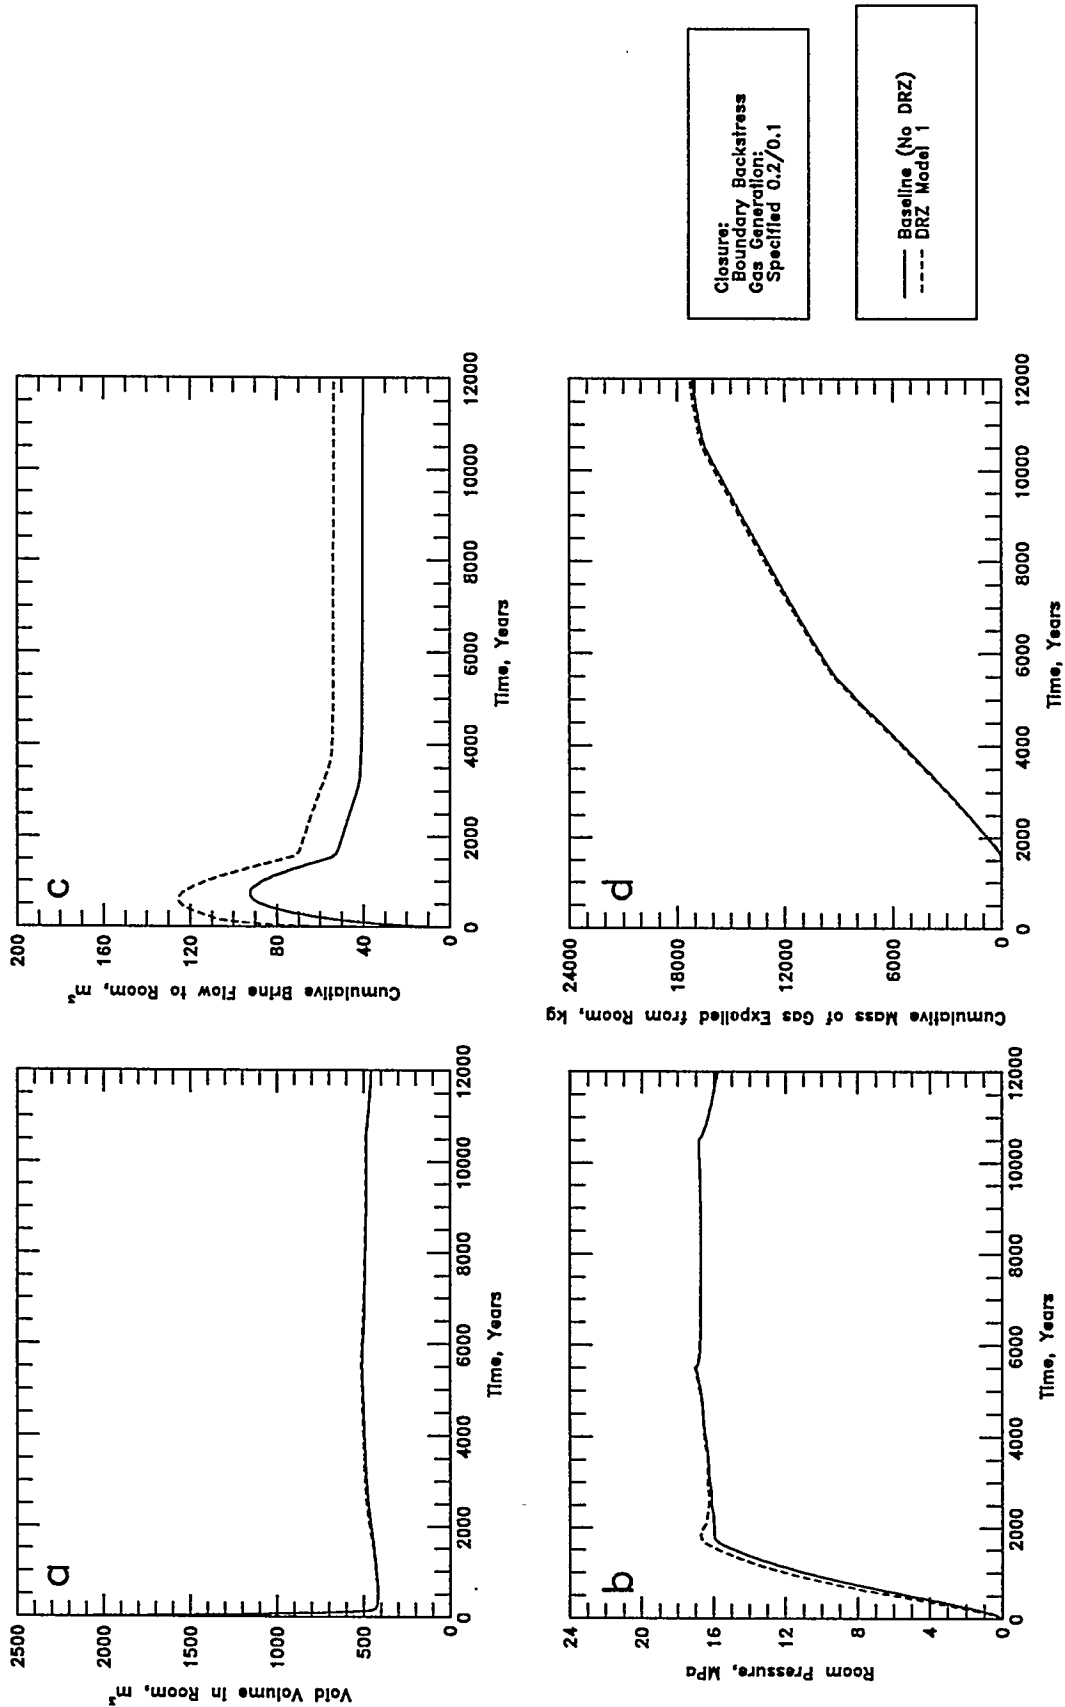 a
2500
2000
1500
1000
500
0
Void Volume in Room, m³
0
2000
4000
6000
8000
10000
12000
Time, Years
c
200
160
120
80
40
0
Cumulative Brine Flow to Room, m³
0
2000
4000
6000
8000
10000
12000
Time, Years
b
24
20
16
12
8
4
0
Room Pressure, MPa
0
2000
4000
6000
8000
10000
12000
Time, Years
d
24000
18000
12000
6000
0
Cumulative Mass of Gas Expelled from Room, kg
0
2000
4000
6000
8000
10000
12000
Time, Years
Closure:
Boundary Backstress
Gas Generation:
Specified 0.2/0.1
Baseline (No DRZ)
DRZ Model 1